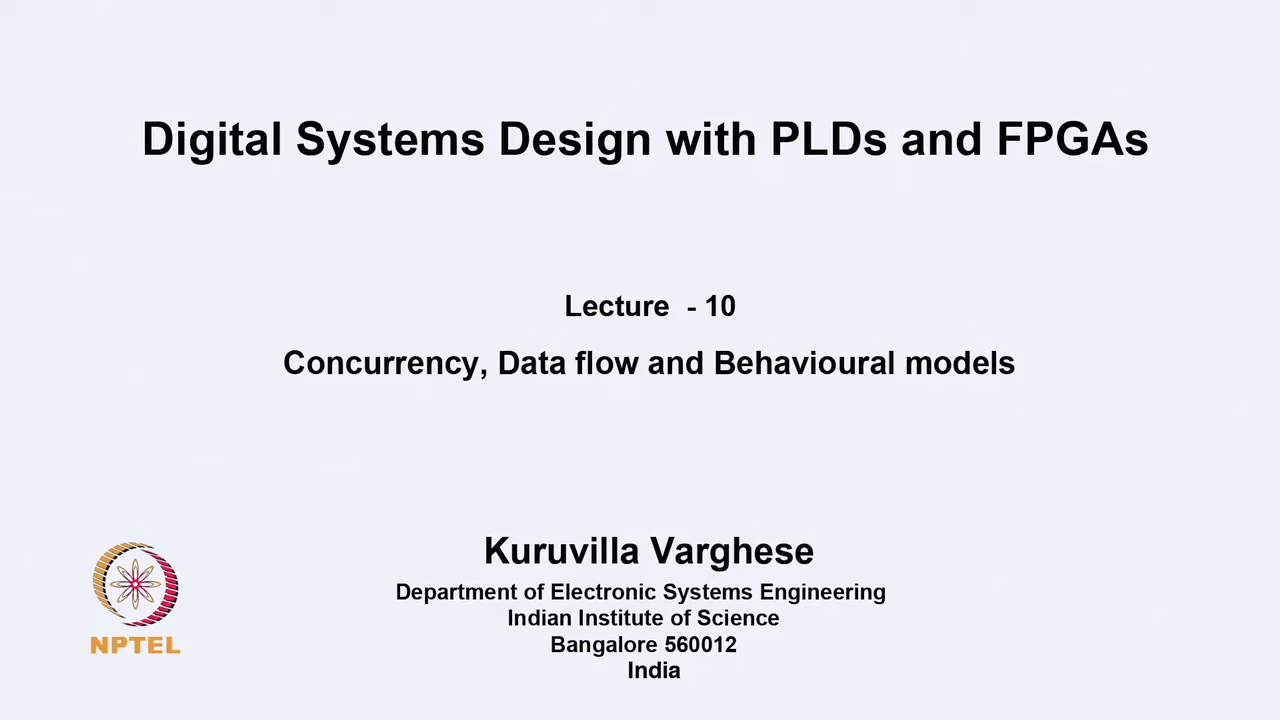 Digital Systems Design with PLDs and FPGAs
Lecture - 10
Concurrency, Data flow and Behavioural models
Kuruvilla Varghese
Department of Electronic Systems Engineering
Indian Institute of Science
Bangalore 560012
India
NPTEL